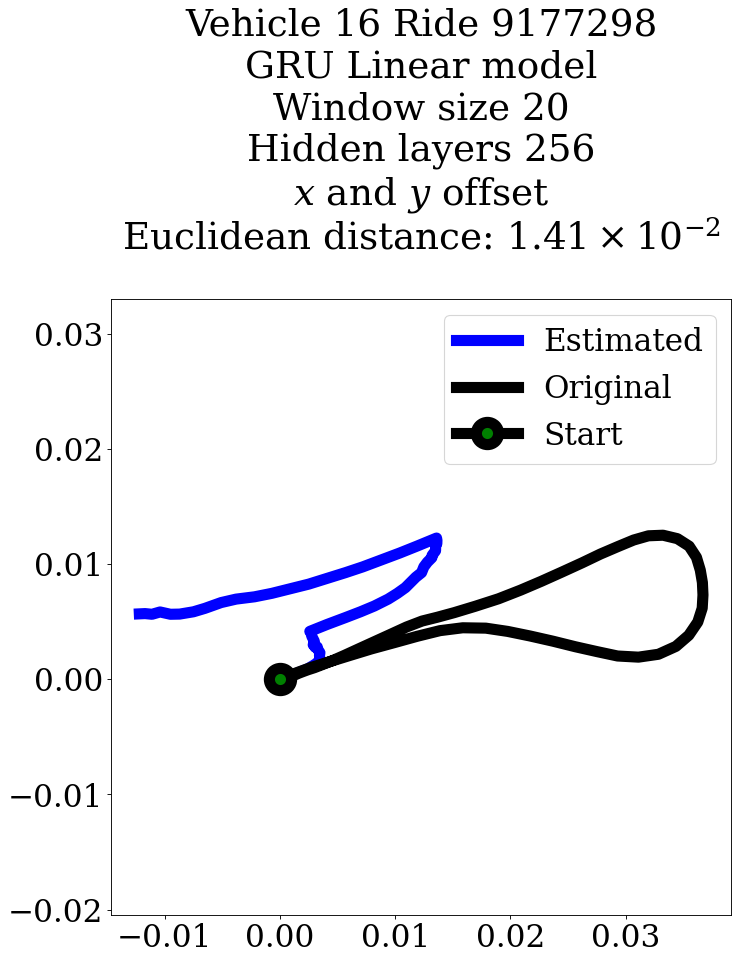 Vehicle 16 Ride 9177298
GRU Linear model
Window size 20
Hidden layers 256
x and y offset
Euclidean distance: 1.41 × 10⁻²
Estimated
Original
Start
0.03
0.02
0.01
0.00
−0.01
−0.02
−0.01 0.00 0.01 0.02 0.03